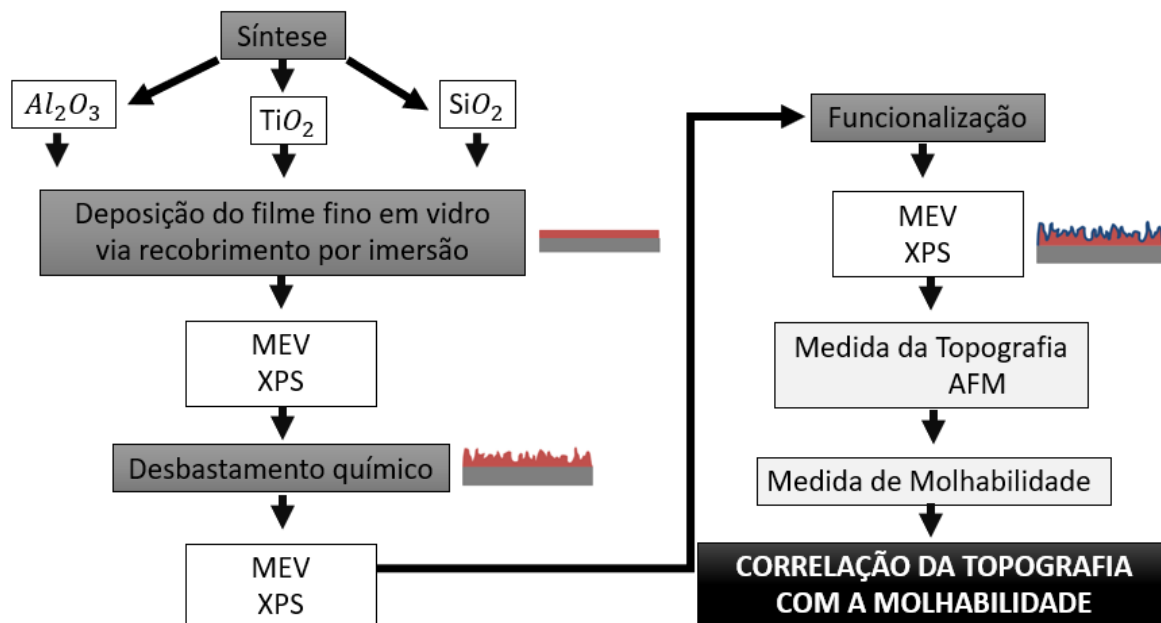 Síntese
Al₂O₃
TiO₂
SiO₂
Deposição do filme fino em vidro
via recobrimento por imersão
MEV
XPS
Desbastamento químico
MEV
XPS
Funcionalização
MEV
XPS
Medida da Topografia
AFM
Medida de Molhabilidade
CORRELAÇÃO DA TOPOGRAFIA
COM A MOLHABILIDADE